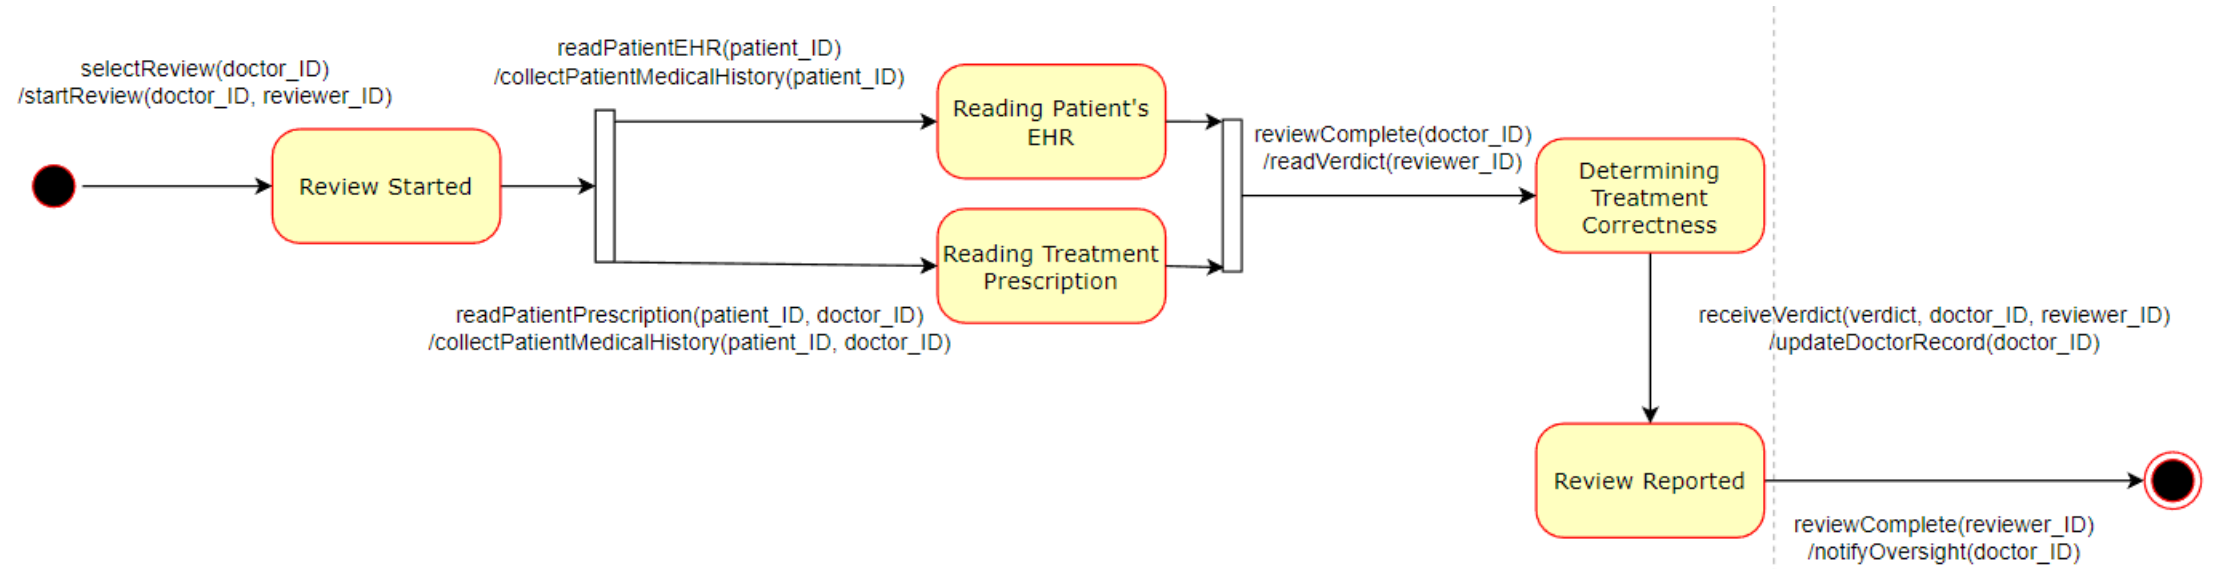 selectReview(doctor_ID)
/startReview(doctor_ID, reviewer_ID)
Review Started
readPatientEHR(patient_ID)
/collectPatientMedicalHistory(patient_ID)
Reading Patient's
EHR
readPatientPrescription(patient_ID, doctor_ID)
/collectPatientMedicalHistory(patient_ID, doctor_ID)
Reading Treatment
Prescription
reviewComplete(doctor_ID)
/readVerdict(reviewer_ID)
Determining
Treatment
Correctness
receiveVerdict(verdict, doctor_ID, reviewer_ID)
/updateDoctorRecord(doctor_ID)
Review Reported
reviewComplete(reviewer_ID)
/notifyOversight(doctor_ID)